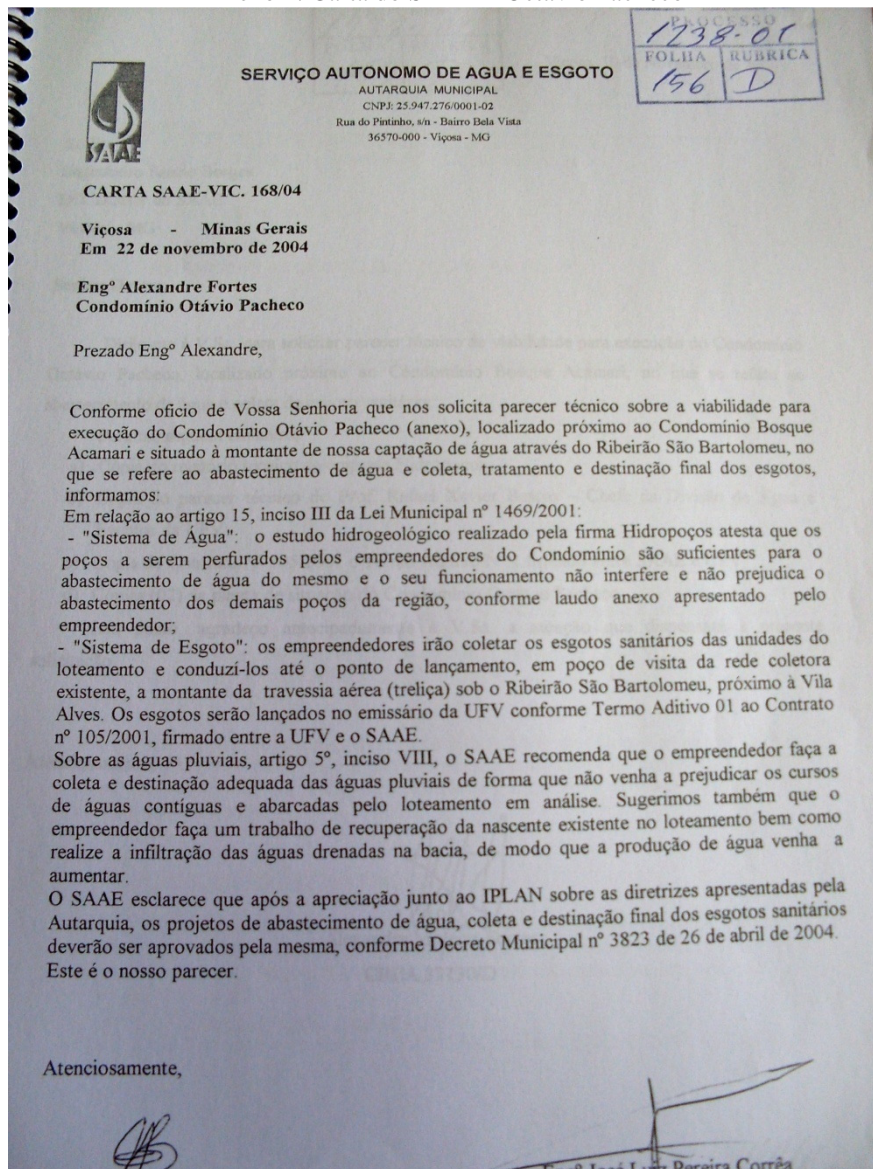 PROCESSO
1238-01
FOLHA RUBRICA
156
SERVIÇO AUTONOMO DE AGUA E ESGOTO
AUTARQUIA MUNICIPAL
CNPJ: 25.947.276/0001-02
Rua do Pintinho, s/n - Bairro Bela Vista
36570-000 - Viçosa - MG
SAAE
CARTA SAAE-VIC. 168/04
Viçosa - Minas Gerais
Em 22 de novembro de 2004
Engº Alexandre Fortes
Condomínio Otávio Pacheco
Prezado Engº Alexandre,
Conforme oficio de Vossa Senhoria que nos solicita parecer técnico sobre a viabilidade para
execução do Condomínio Otávio Pacheco (anexo), localizado próximo ao Condomínio Bosque
Acamari e situado à montante de nossa captação de água através do Ribeirão São Bartolomeu, no
que se refere ao abastecimento de água e coleta, tratamento e destinação final dos esgotos,
informamos:
Em relação ao artigo 15, inciso III da Lei Municipal nº 1469/2001:
- "Sistema de Água": o estudo hidrogeológico realizado pela firma Hidropoços atesta que os
poços a serem perfurados pelos empreendedores do Condomínio são suficientes para o
abastecimento de água do mesmo e o seu funcionamento não interfere e não prejudica o
abastecimento dos demais poços da região, conforme laudo anexo apresentado pelo
empreendedor;
- "Sistema de Esgoto": os empreendedores irão coletar os esgotos sanitários das unidades do
loteamento e conduzí-los até o ponto de lançamento, em poço de visita da rede coletora
existente, a montante da travessia aérea (treliça) sob o Ribeirão São Bartolomeu, próximo à Vila
Alves. Os esgotos serão lançados no emissário da UFV conforme Termo Aditivo 01 ao Contrato
nº 105/2001, firmado entre a UFV e o SAAE.
Sobre as águas pluviais, artigo 5º, inciso VIII, o SAAE recomenda que o empreendedor faça a
coleta e destinação adequada das águas pluviais de forma que não venha a prejudicar os cursos
de águas contíguas e abarcadas pelo loteamento em análise. Sugerimos também que o
empreendedor faça um trabalho de recuperação da nascente existente no loteamento bem como
realize a infiltração das águas drenadas na bacia, de modo que a produção de água venha a
aumentar.
O SAAE esclarece que após a apreciação junto ao IPLAN sobre as diretrizes apresentadas pela
Autarquia, os projetos de abastecimento de água, coleta e destinação final dos esgotos sanitários
deverão ser aprovados pela mesma, conforme Decreto Municipal nº 3823 de 26 de abril de 2004.
Este é o nosso parecer.
Atenciosamente,
Engº José Luiz Pereira Corrêa